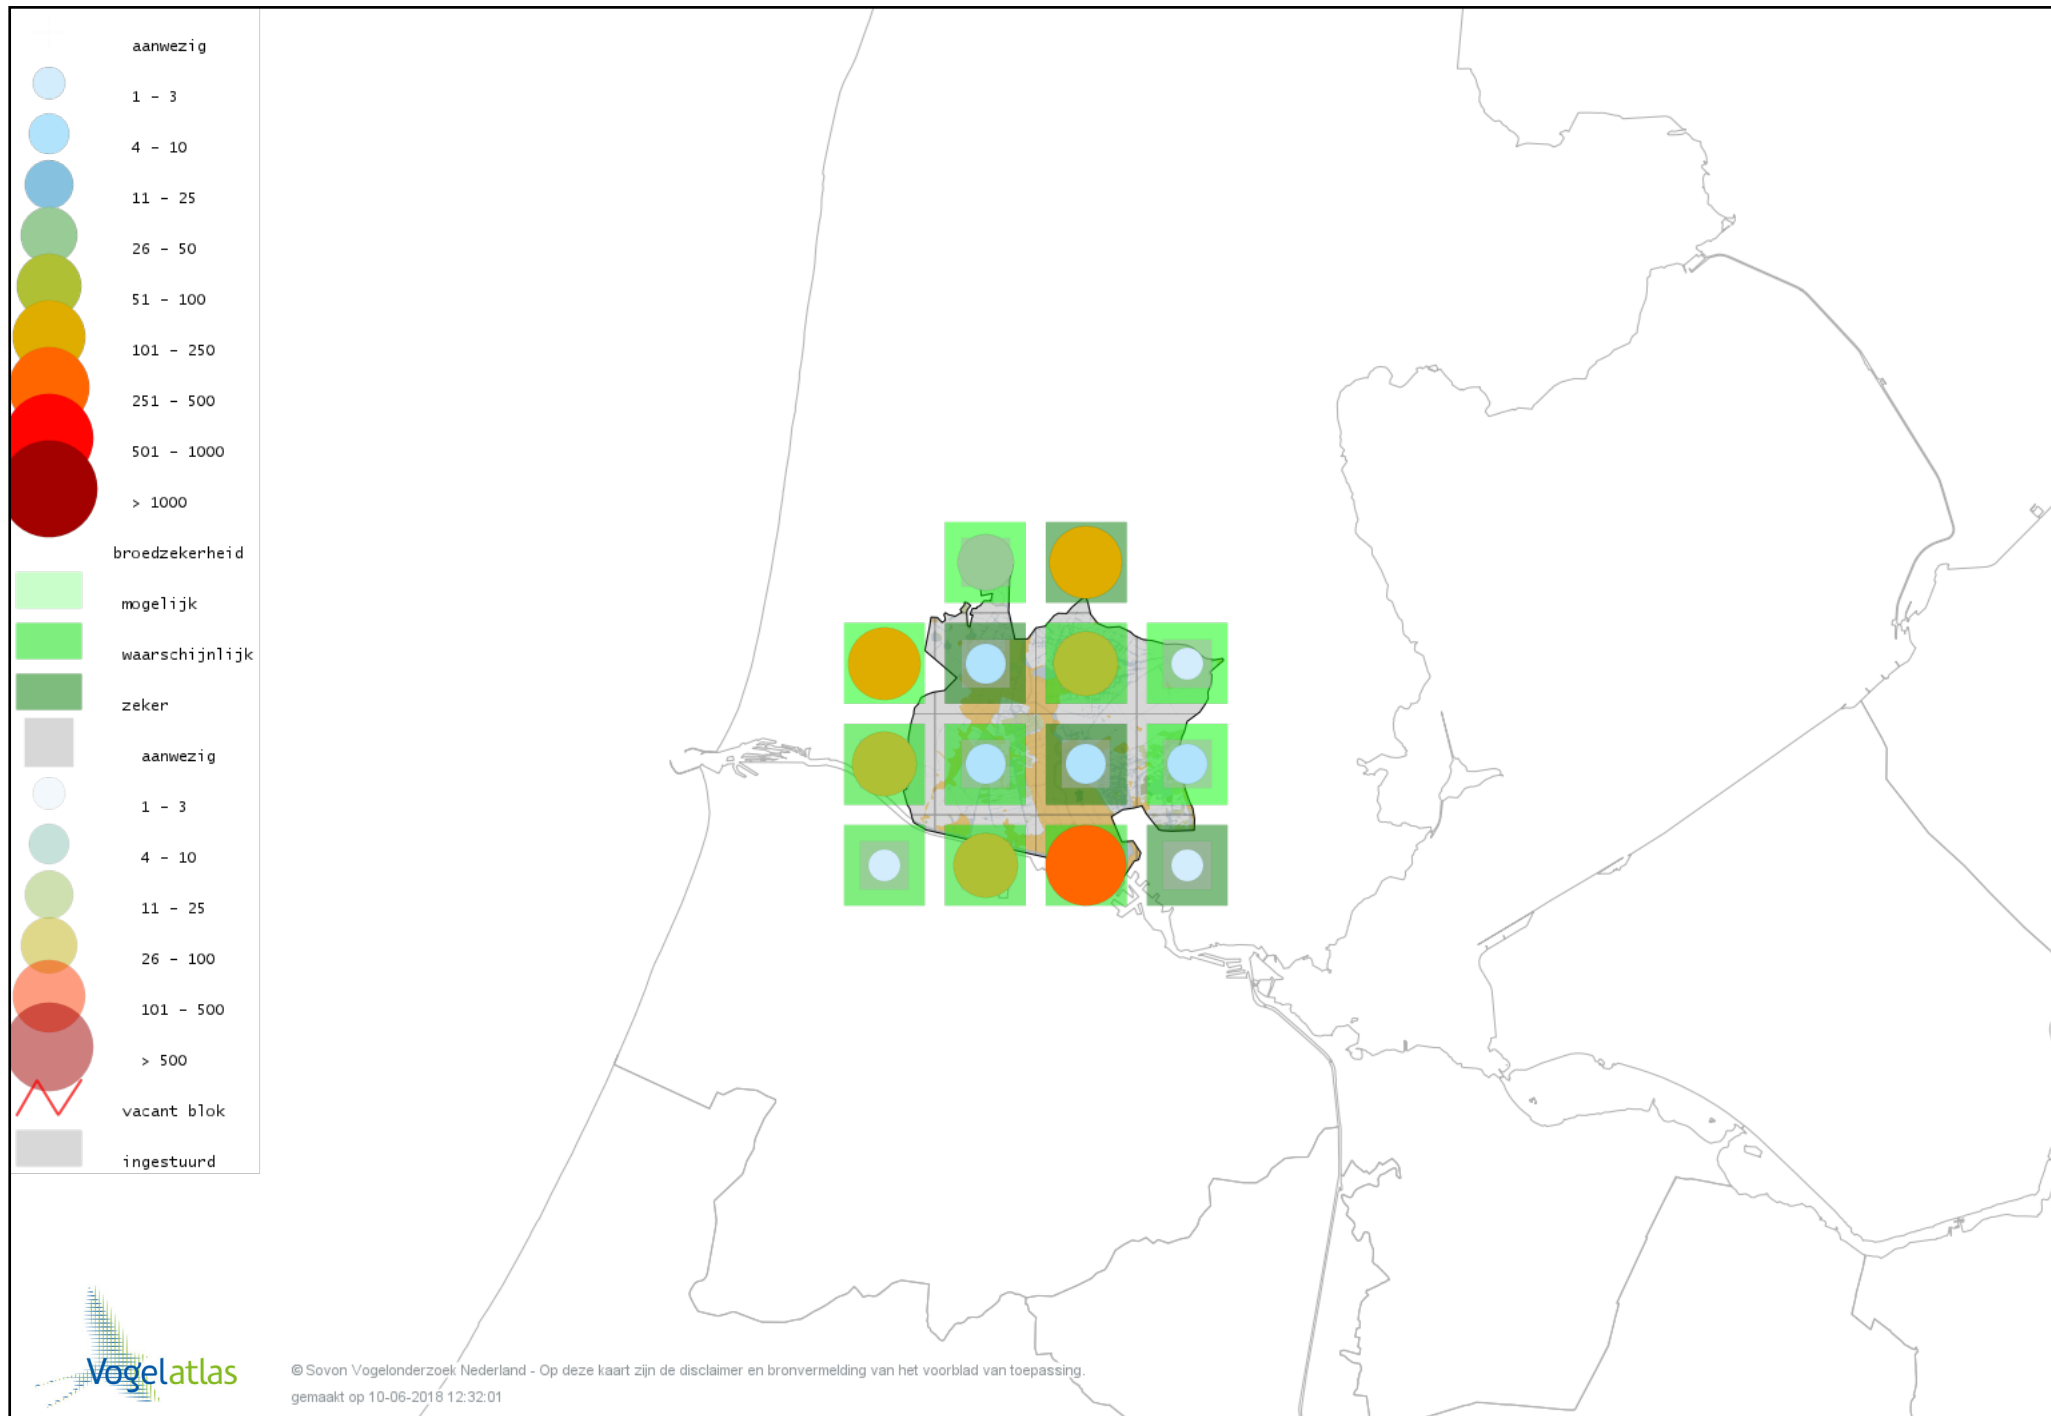 aanwezig
1 - 3
4 - 10
11 - 25
26 - 50
51 - 100
101 - 250
251 - 500
501 - 1000
> 1000
broedzekerheid
mogelijk
waarschijnlijk
zeker
aanwezig
1 - 3
4 - 10
11 - 25
26 - 100
101 - 500
> 500
vacant blok
ingestuurd
Vogelatlas
© Sovon Vogelonderzoek Nederland - Op deze kaart zijn de disclaimer en bronvermelding van het voorblad van toepassing.
gemaakt op 10-06-2018 12:32:01